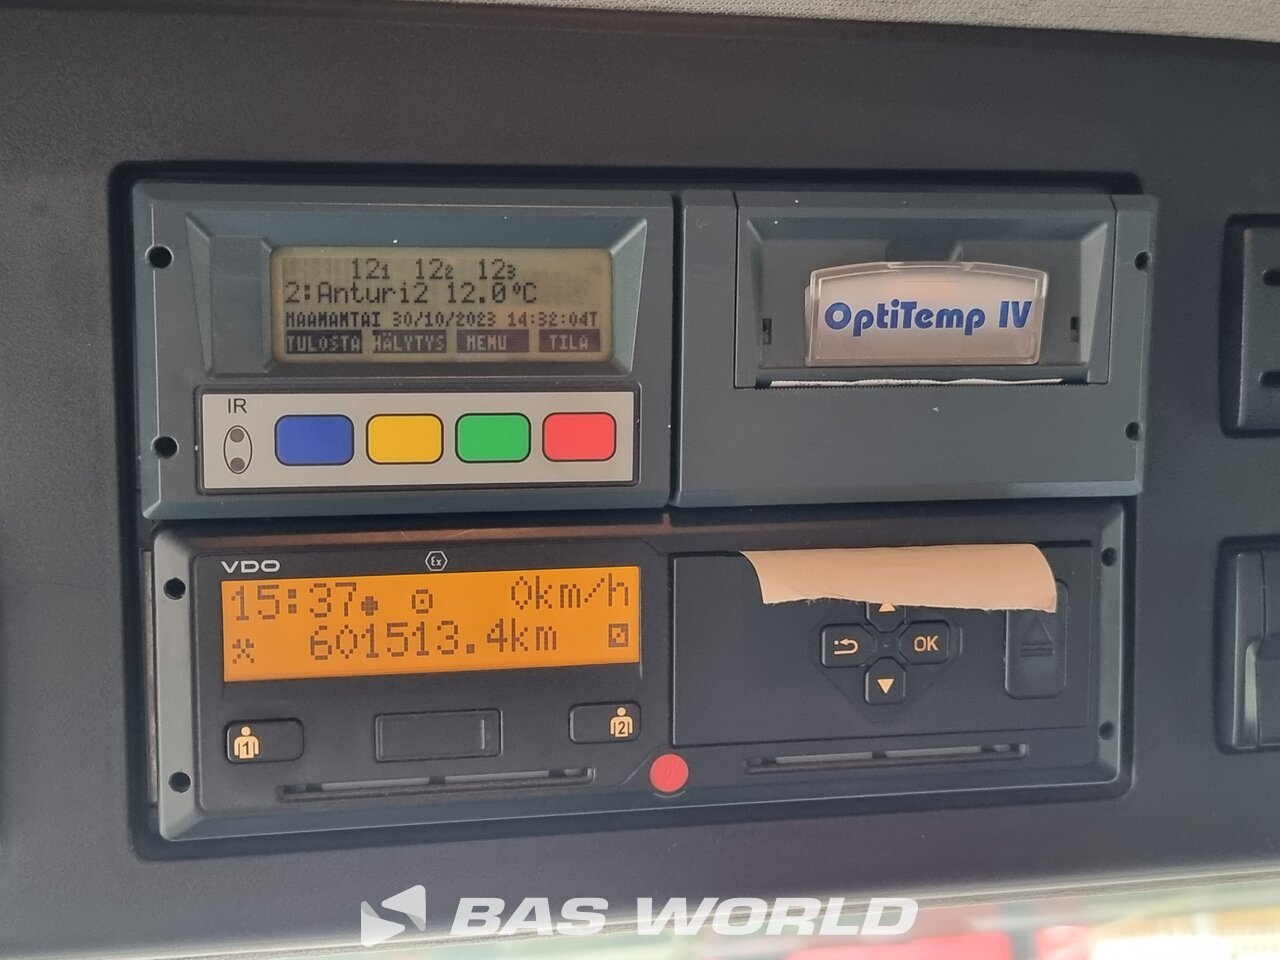 12₁ 12₂ 12₃
2:Anturi2 12.0°C
MAANANTAI 30/10/2023 14:32:04T
TULOSTA HÄLYTYS MENU TILA
IR
OptiTemp IV
VDO
Ex
15:37 0km/h
601513.4km
OK
1
2
BAS WORLD